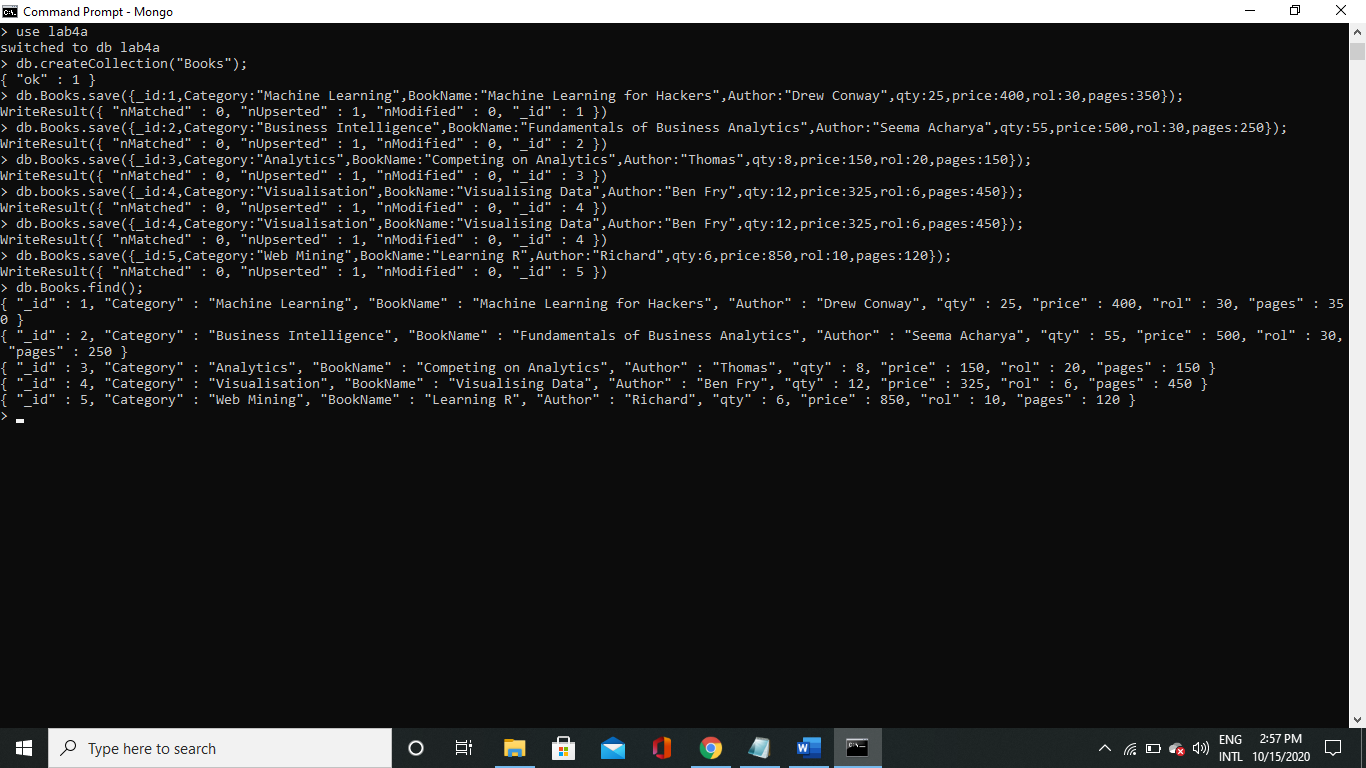 Command Prompt - Mongo
> use lab4a
switched to db lab4a
> db.createCollection("Books");
{ "ok" : 1 }
> db.Books.save({_id:1,Category:"Machine Learning",BookName:"Machine Learning for Hackers",Author:"Drew Conway",qty:25,price:400,rol:30,pages:350});
WriteResult({ "nMatched" : 0, "nUpserted" : 1, "nModified" : 0, "_id" : 1 })
> db.Books.save({_id:2,Category:"Business Intelligence",BookName:"Fundamentals of Business Analytics",Author:"Seema Acharya",qty:55,price:500,rol:30,pages:250});
WriteResult({ "nMatched" : 0, "nUpserted" : 1, "nModified" : 0, "_id" : 2 })
> db.Books.save({_id:3,Category:"Analytics",BookName:"Competing on Analytics",Author:"Thomas",qty:8,price:150,rol:20,pages:150});
WriteResult({ "nMatched" : 0, "nUpserted" : 1, "nModified" : 0, "_id" : 3 })
> db.books.save({_id:4,Category:"Visualisation",BookName:"Visualising Data",Author:"Ben Fry",qty:12,price:325,rol:6,pages:450});
WriteResult({ "nMatched" : 0, "nUpserted" : 1, "nModified" : 0, "_id" : 4 })
> db.Books.save({_id:4,Category:"Visualisation",BookName:"Visualising Data",Author:"Ben Fry",qty:12,price:325,rol:6,pages:450});
WriteResult({ "nMatched" : 0, "nUpserted" : 1, "nModified" : 0, "_id" : 4 })
> db.Books.save({_id:5,Category:"Web Mining",BookName:"Learning R",Author:"Richard",qty:6,price:850,rol:10,pages:120});
WriteResult({ "nMatched" : 0, "nUpserted" : 1, "nModified" : 0, "_id" : 5 })
> db.Books.find();
{ "_id" : 1, "Category" : "Machine Learning", "BookName" : "Machine Learning for Hackers", "Author" : "Drew Conway", "qty" : 25, "price" : 400, "rol" : 30, "pages" : 35
0 }
{ "_id" : 2, "Category" : "Business Intelligence", "BookName" : "Fundamentals of Business Analytics", "Author" : "Seema Acharya", "qty" : 55, "price" : 500, "rol" : 30,
 "pages" : 250 }
{ "_id" : 3, "Category" : "Analytics", "BookName" : "Competing on Analytics", "Author" : "Thomas", "qty" : 8, "price" : 150, "rol" : 20, "pages" : 150 }
{ "_id" : 4, "Category" : "Visualisation", "BookName" : "Visualising Data", "Author" : "Ben Fry", "qty" : 12, "price" : 325, "rol" : 6, "pages" : 450 }
{ "_id" : 5, "Category" : "Web Mining", "BookName" : "Learning R", "Author" : "Richard", "qty" : 6, "price" : 850, "rol" : 10, "pages" : 120 }
>
Type here to search
ENG
INTL
2:57 PM
10/15/2020